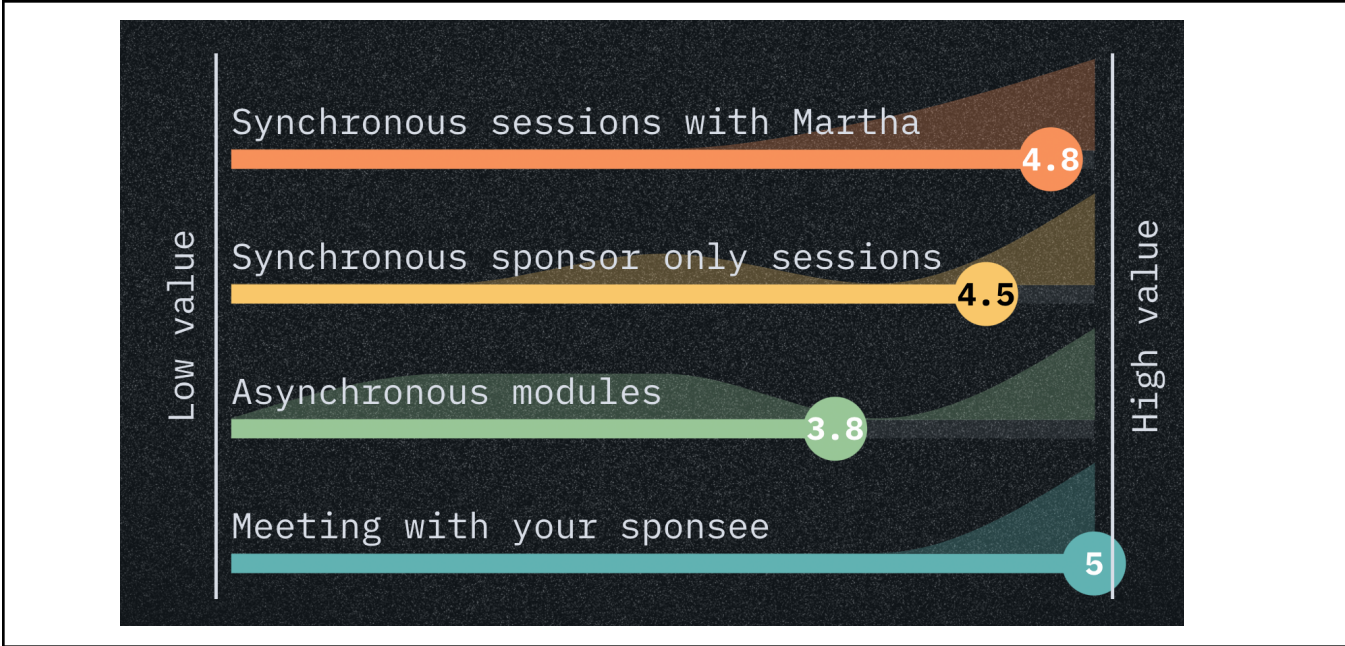 Synchronous sessions with Martha
4.8
Synchronous sponsor only sessions
4.5
Asynchronous modules
3.8
Meeting with your sponsee
5
Low value
High value